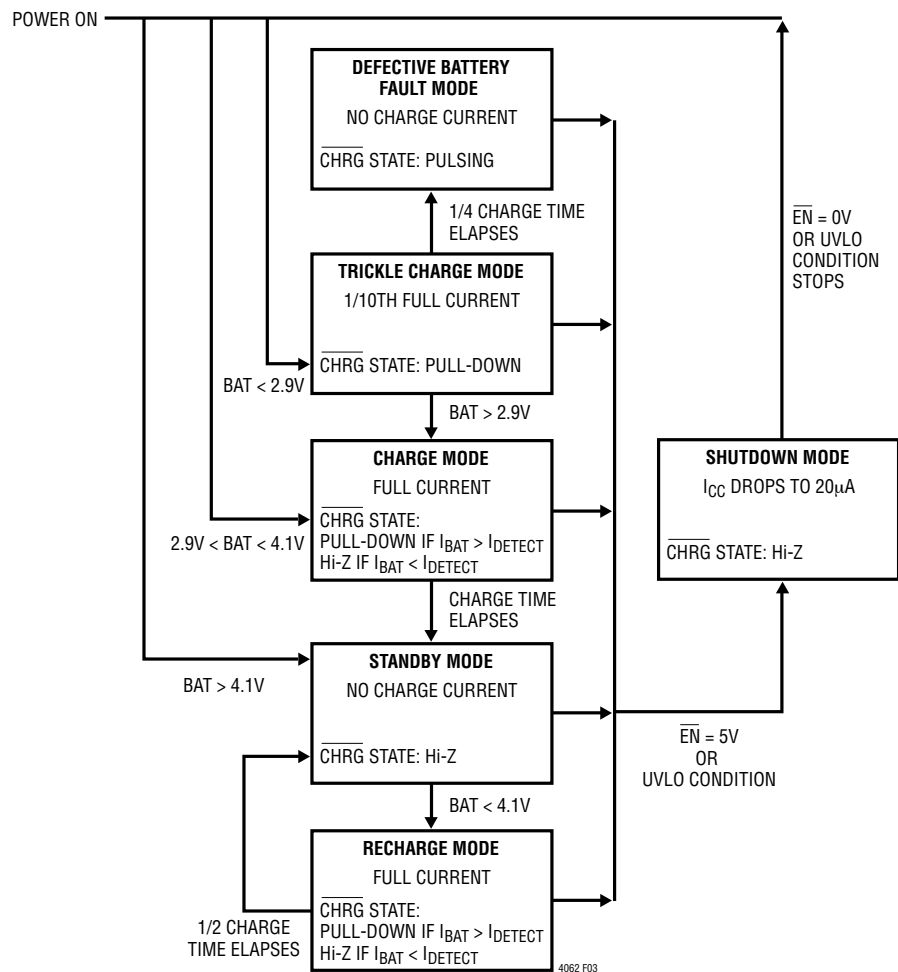 POWER ON
DEFECTIVE BATTERY
FAULT MODE
NO CHARGE CURRENT
CHRG STATE: PULSING
1/4 CHARGE TIME
ELAPSES
EN = 0V
OR UVLO
CONDITION
STOPS
TRICKLE CHARGE MODE
1/10TH FULL CURRENT
CHRG STATE: PULL-DOWN
BAT < 2.9V
BAT > 2.9V
CHARGE MODE
FULL CURRENT
CHRG STATE:
PULL-DOWN IF IBAT > IDETECT
Hi-Z IF IBAT < IDETECT
2.9V < BAT < 4.1V
SHUTDOWN MODE
ICC DROPS TO 20µA
CHRG STATE: Hi-Z
CHARGE TIME
ELAPSES
STANDBY MODE
NO CHARGE CURRENT
CHRG STATE: Hi-Z
BAT > 4.1V
EN = 5V
OR
UVLO CONDITION
BAT < 4.1V
RECHARGE MODE
FULL CURRENT
CHRG STATE:
PULL-DOWN IF IBAT > IDETECT
Hi-Z IF IBAT < IDETECT
1/2 CHARGE
TIME ELAPSES
4062 F03